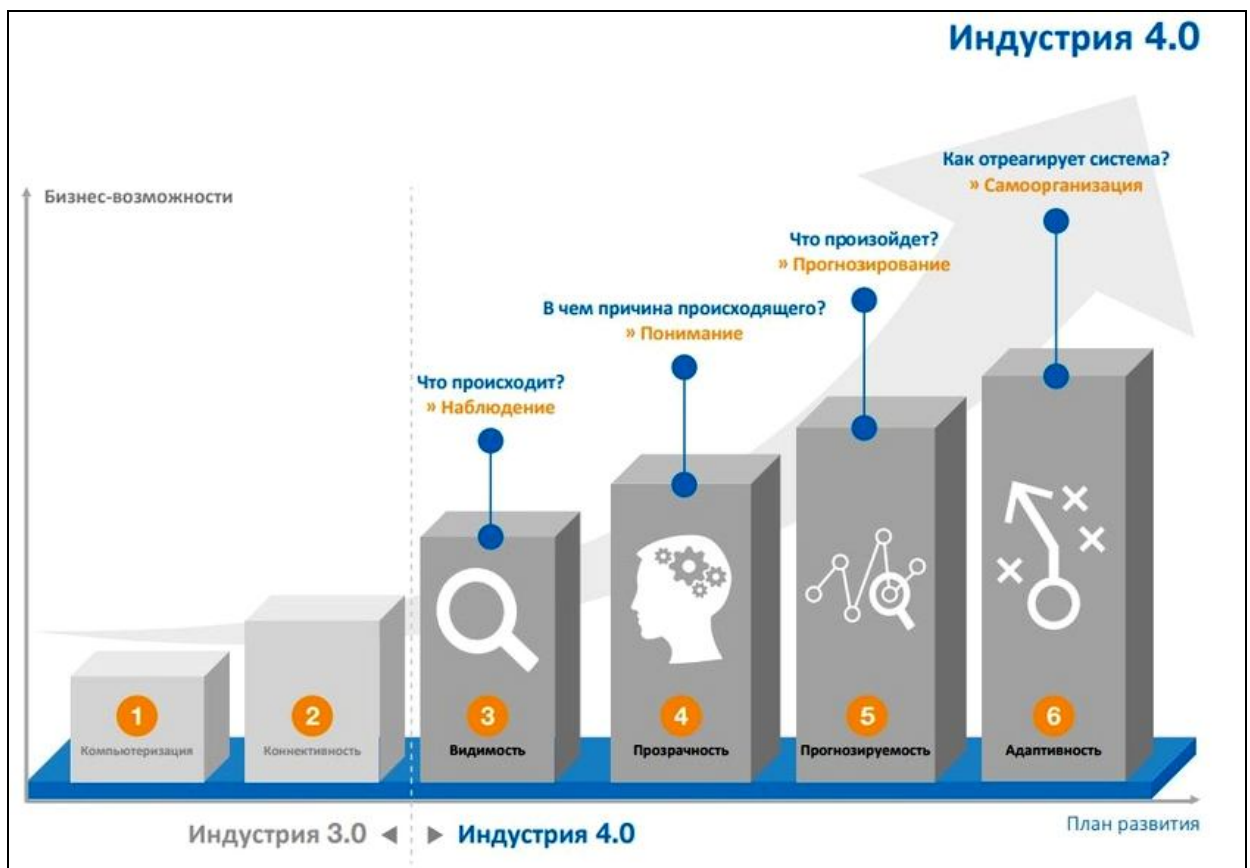 Индустрия 4.0
Бизнес-возможности
Как отреагирует система?
» Самоорганизация
Что произойдет?
» Прогнозирование
В чем причина происходящего?
» Понимание
Что происходит?
» Наблюдение
1
Компьютеризация
2
Коннективность
3
Видимость
4
Прозрачность
5
Прогнозируемость
6
Адаптивность
Индустрия 3.0
Индустрия 4.0
План развития